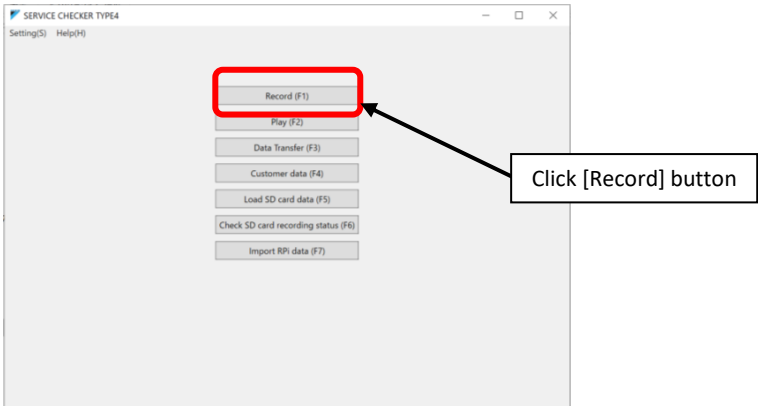 SERVICE CHECKER TYPE4
Setting(S) Help(H)
Record (F1)
Play (F2)
Data Transfer (F3)
Click [Record] button
Customer data (F4)
Load SD card data (F5)
Check SD card recording status (F6)
Import RPi data (F7)